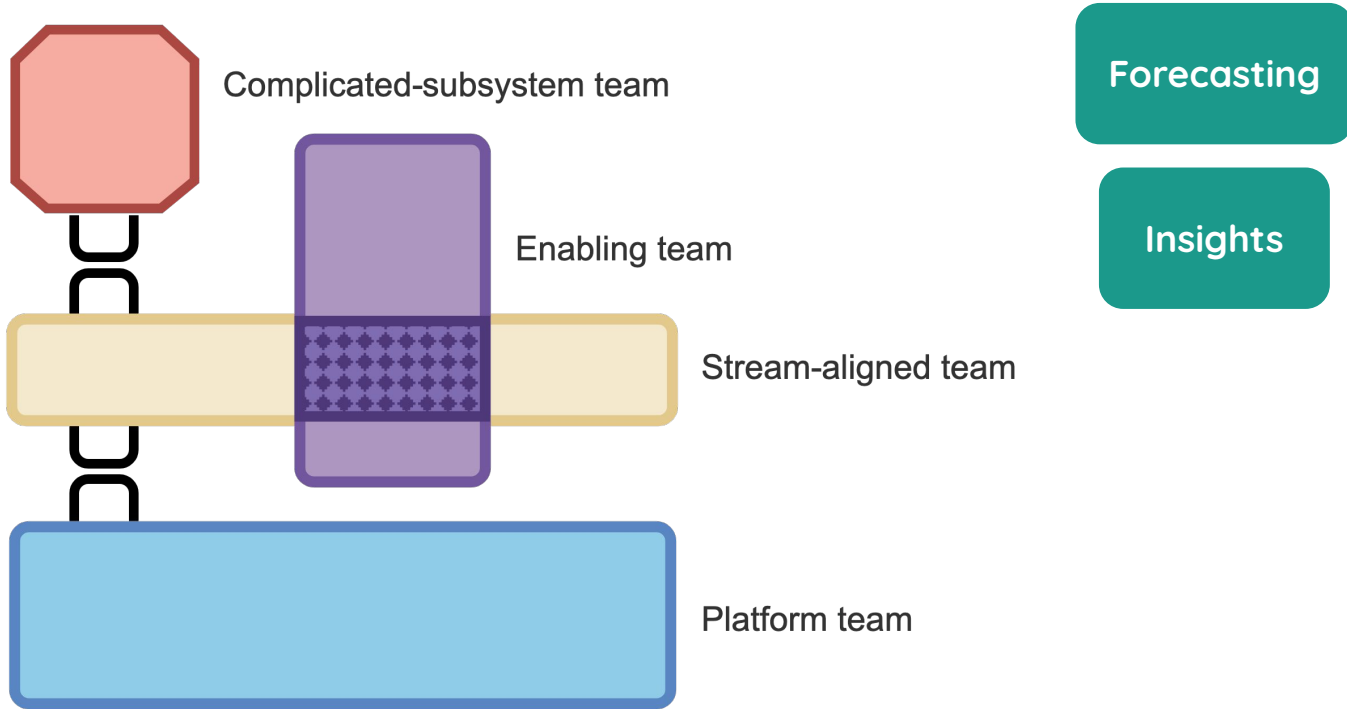 Complicated-subsystem team
Enabling team
Stream-aligned team
Platform team
Forecasting
Insights